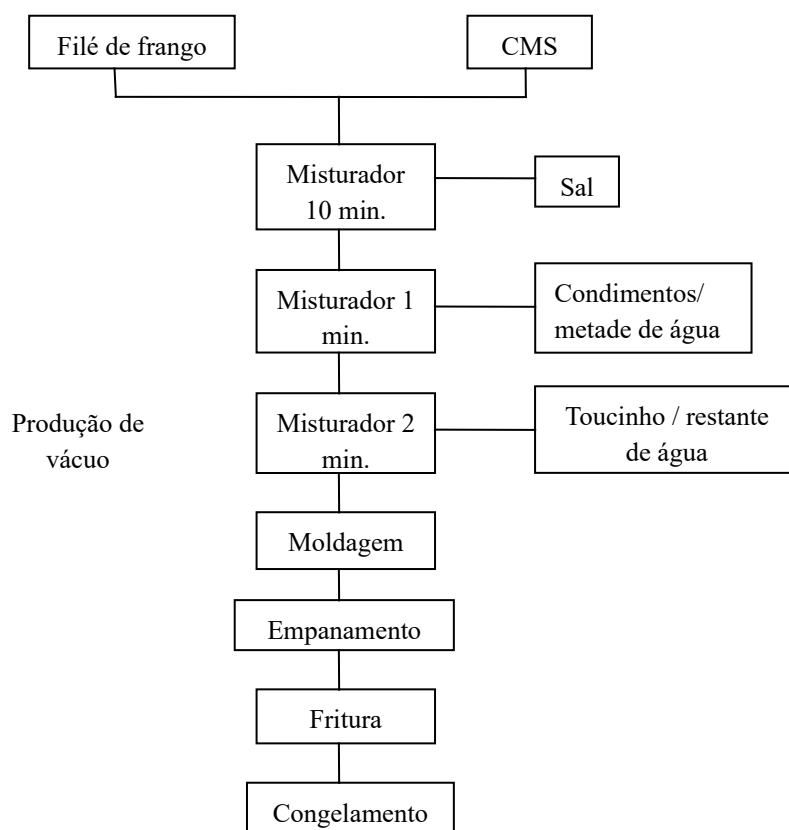 Filé de frango
CMS
Misturador
10 min.
Sal
Misturador 1
min.
Condimentos/
metade de água
Produção de
vácuo
Misturador 2
min.
Toucinho / restante
de água
Moldagem
Empanamento
Fritura
Congelamento